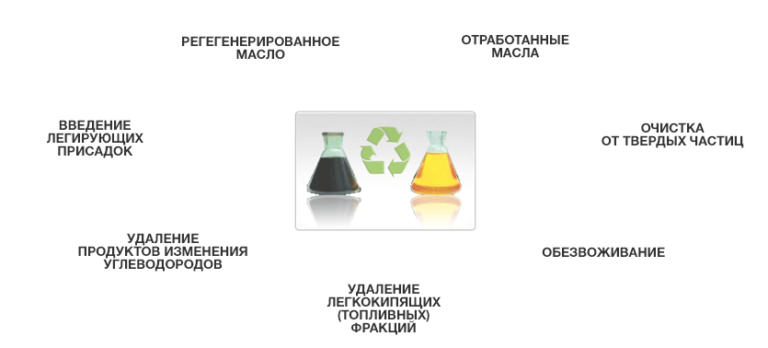 РЕГЕГЕНЕРИРОВАННОЕ
МАСЛО
ОТРАБОТАННЫЕ
МАСЛА
ВВЕДЕНИЕ
ЛЕГИРУЮЩИХ
ПРИСАДОК
ОЧИСТКА
ОТ ТВЕРДЫХ ЧАСТИЦ
УДАЛЕНИЕ
ПРОДУКТОВ ИЗМЕНЕНИЯ
УГЛЕВОДОРОДОВ
ОБЕЗВОЖИВАНИЕ
УДАЛЕНИЕ
ЛЕГКОКИПЯЩИХ
(ТОПЛИВНЫХ)
ФРАКЦИЙ